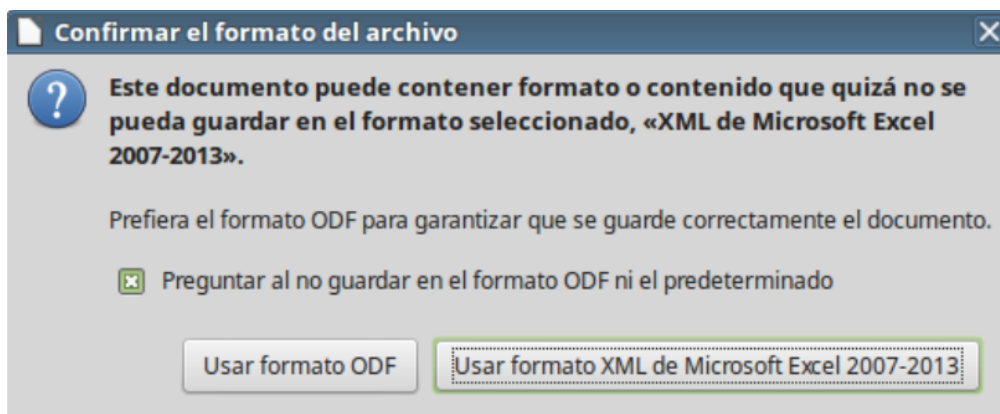 Confirmar el formato del archivo
Este documento puede contener formato o contenido que quizá no se
pueda guardar en el formato seleccionado, «XML de Microsoft Excel
2007-2013».
Prefiera el formato ODF para garantizar que se guarde correctamente el documento.
Preguntar al no guardar en el formato ODF ni el predeterminado
Usar formato ODF
Usar formato XML de Microsoft Excel 2007-2013